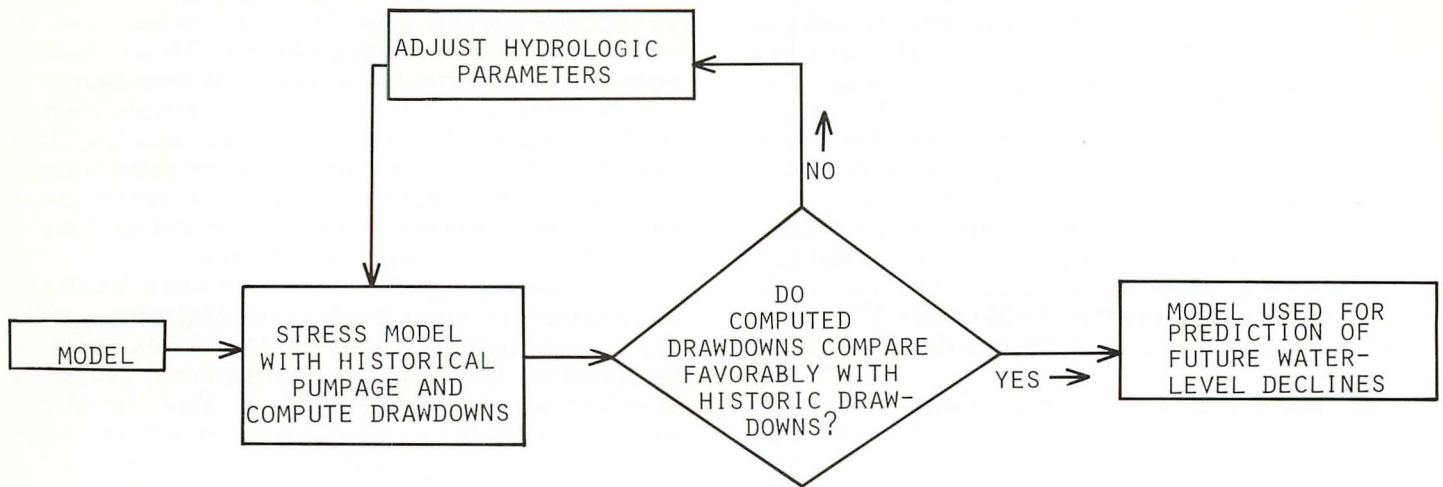 ADJUST HYDROLOGIC
PARAMETERS
NO
MODEL
STRESS MODEL
WITH HISTORICAL
PUMPAGE AND
COMPUTE DRAWDOWNS
DO
COMPUTED
DRAWDOWNS COMPARE
FAVORABLY WITH
HISTORIC DRAW-
DOWNS?
YES
MODEL USED FOR
PREDICTION OF
FUTURE WATER-
LEVEL DECLINES